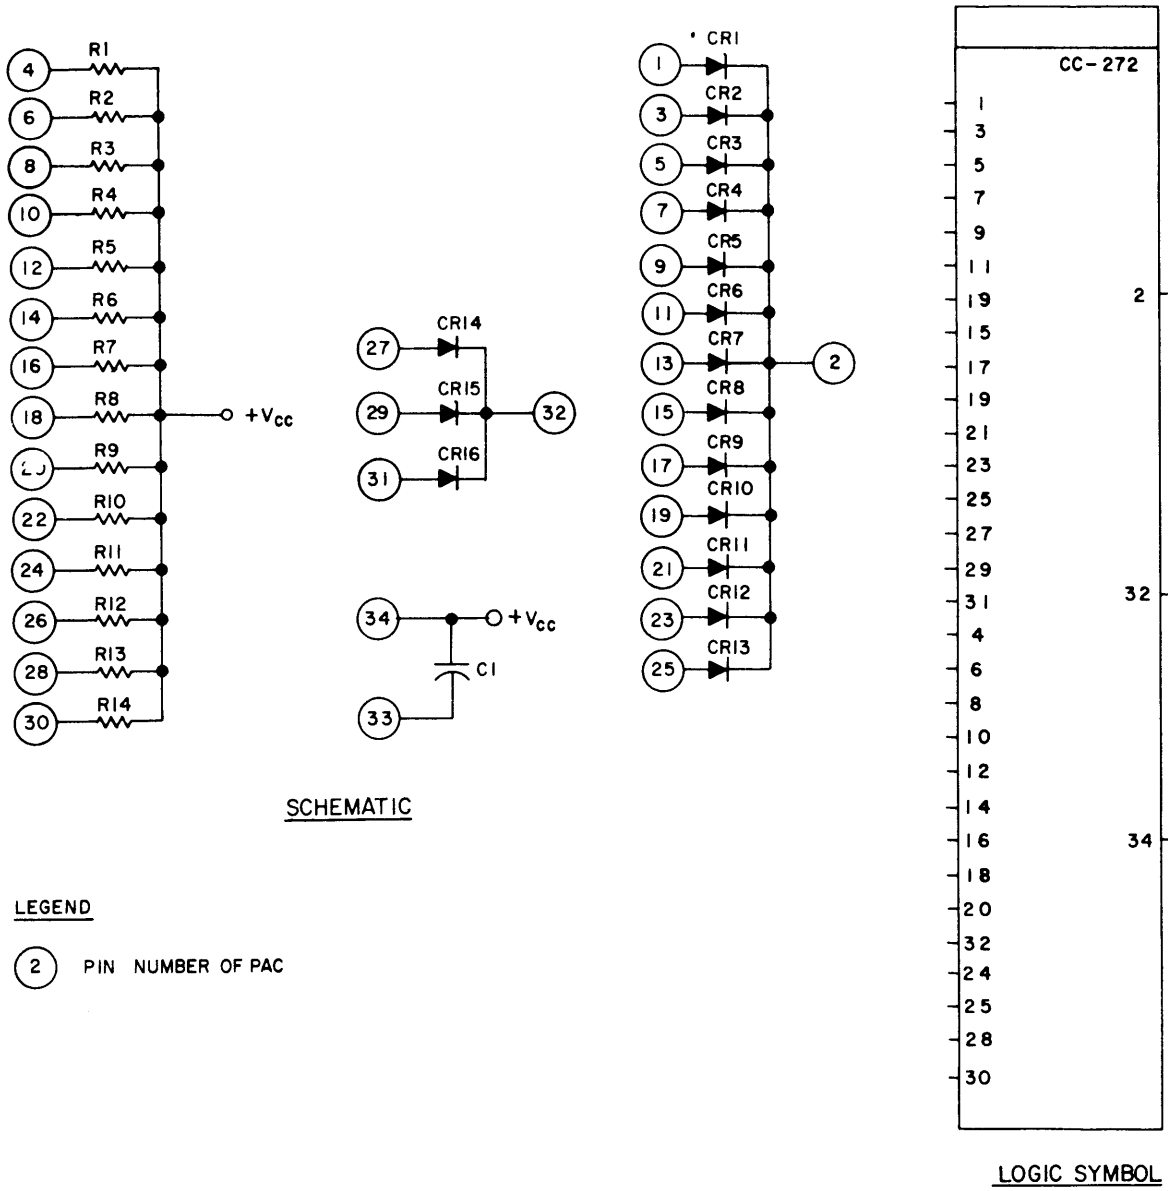 R1
4
R2
6
R3
8
R4
10
R5
12
R6
14
R7
16
R8
18
+VCC
R9
R10
22
R11
24
R12
26
R13
28
R14
30
CR14
27
CR15
29
32
CR16
31
34
+VCC
C1
33
CR1
1
CR2
3
CR3
5
CR4
7
CR5
9
CR6
11
CR7
13
2
CR8
15
CR9
17
CR10
19
CR11
21
CR12
23
CR13
25
SCHEMATIC
LEGEND
2 PIN NUMBER OF PAC
CC-272
1
3
5
7
9
11
19
15
17
19
21
23
25
27
29
31
4
6
8
10
12
14
16
18
20
32
24
25
28
30
2
32
34
LOGIC SYMBOL